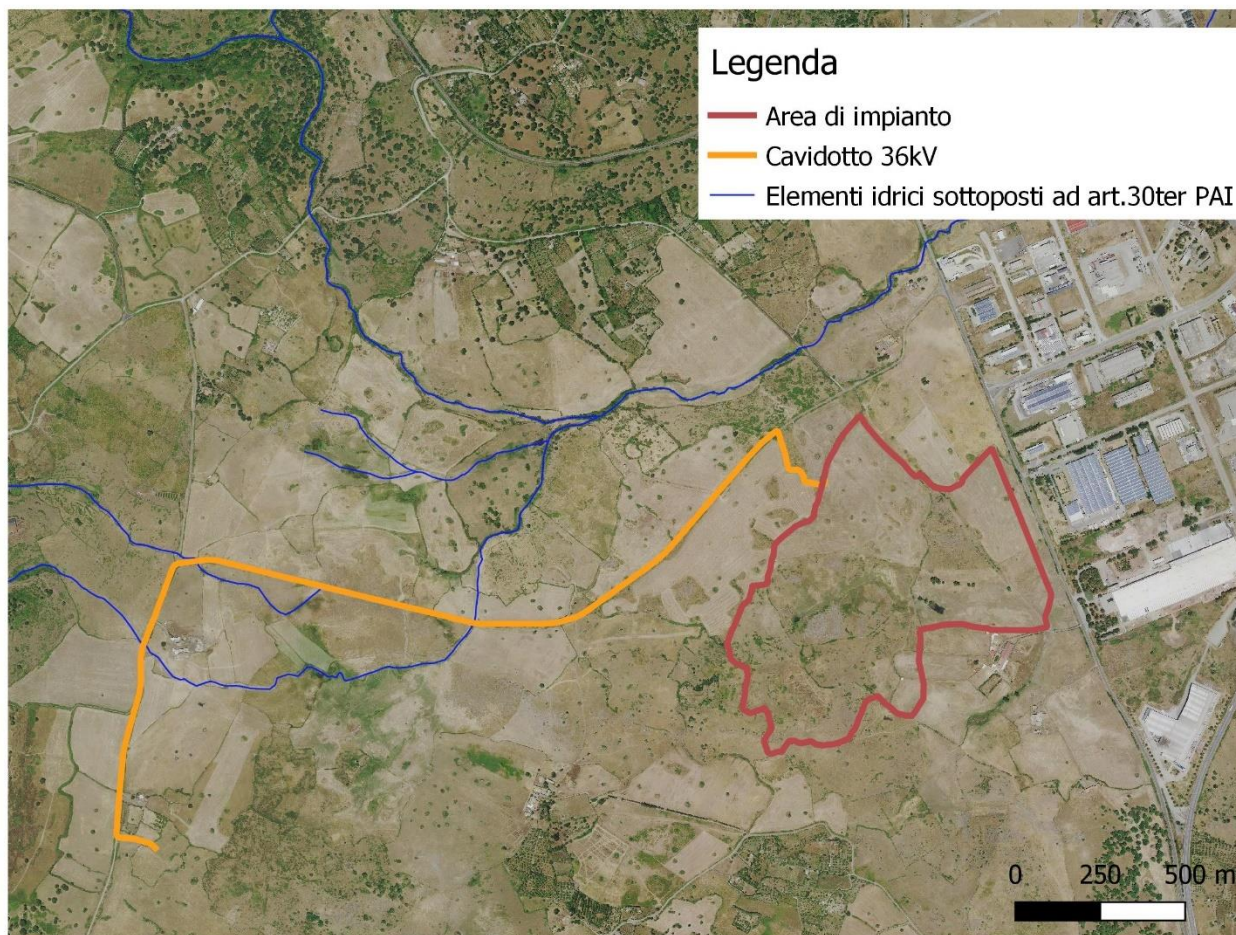 Legenda
Area di impianto
Cavidotto 36kV
Elementi idrici sottoposti ad art.30ter PAI
0 250 500 m